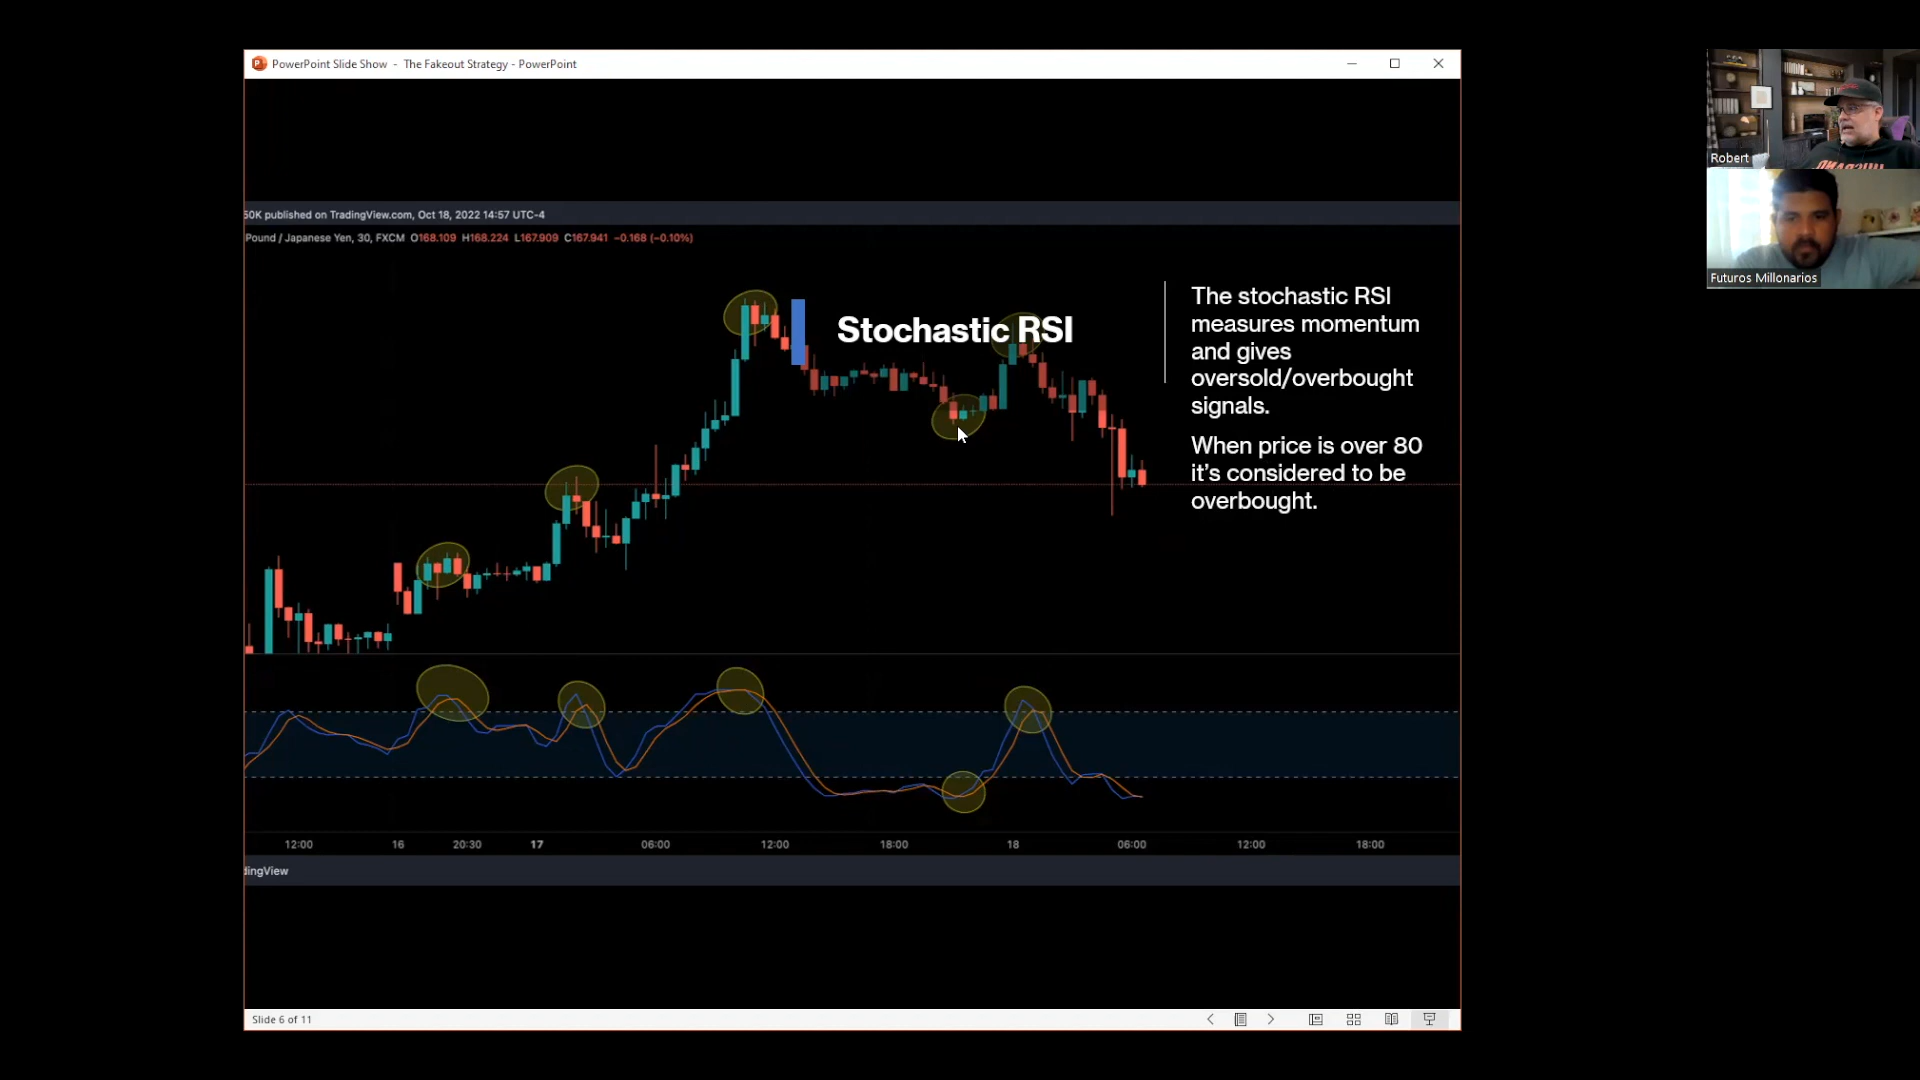 PowerPoint Slide Show - The Fakeout Strategy - PowerPoint
60K published on TradingView.com, Oct 18, 2022 14:57 UTC-4
Pound / Japanese Yen, 30, FXCM O168.109 H168.224 L167.909 C167.941 −0.168 (−0.10%)
Stochastic RSI
The stochastic RSI
measures momentum
and gives
oversold/overbought
signals.
When price is over 80
it's considered to be
overbought.
12:00 16 20:30 17 06:00 12:00 18:00 18 06:00 12:00 18:00
dingView
Slide 6 of 11
Robert
Futuros Millonarios